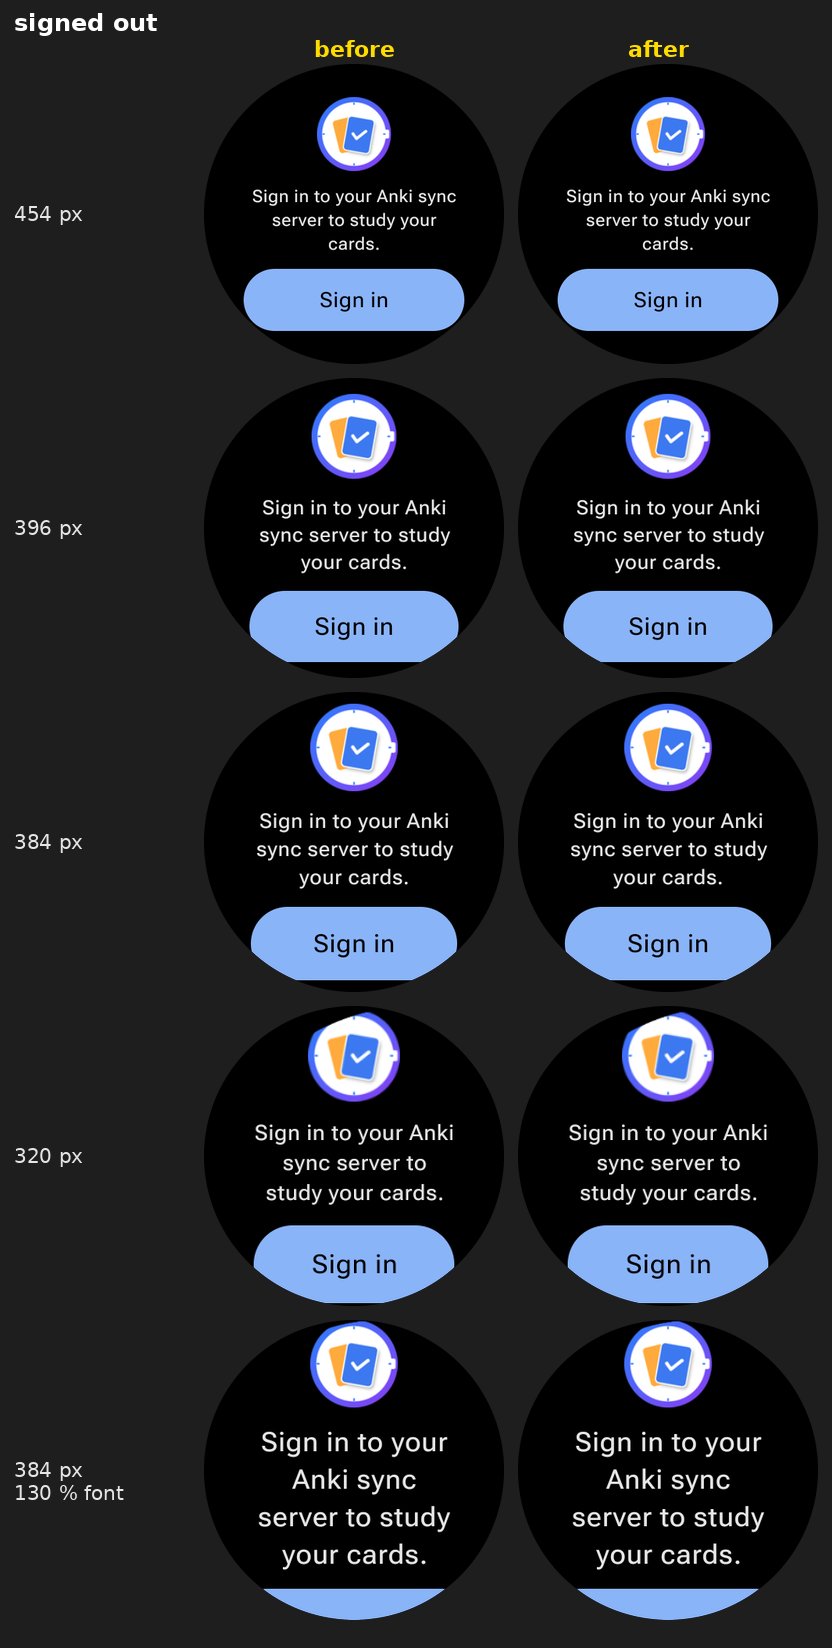 signed out
before
after
454 px
Sign in to your Anki sync
server to study your
cards.
Sign in
Sign in to your Anki sync
server to study your
cards.
Sign in
396 px
Sign in to your Anki
sync server to study
your cards.
Sign in
Sign in to your Anki
sync server to study
your cards.
Sign in
384 px
Sign in to your Anki
sync server to study
your cards.
Sign in
Sign in to your Anki
sync server to study
your cards.
Sign in
320 px
Sign in to your Anki
sync server to
study your cards.
Sign in
Sign in to your Anki
sync server to
study your cards.
Sign in
384 px
130 % font
Sign in to your
Anki sync
server to study
your cards.
Sign in to your
Anki sync
server to study
your cards.